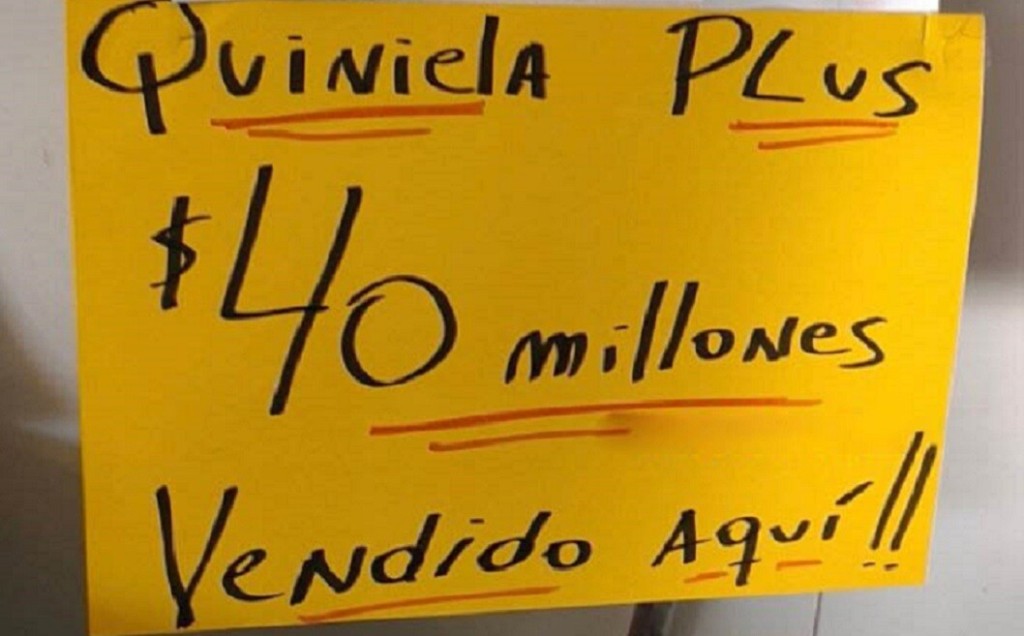 Quiniela Plus
$40 millones
Vendido Aquí!!